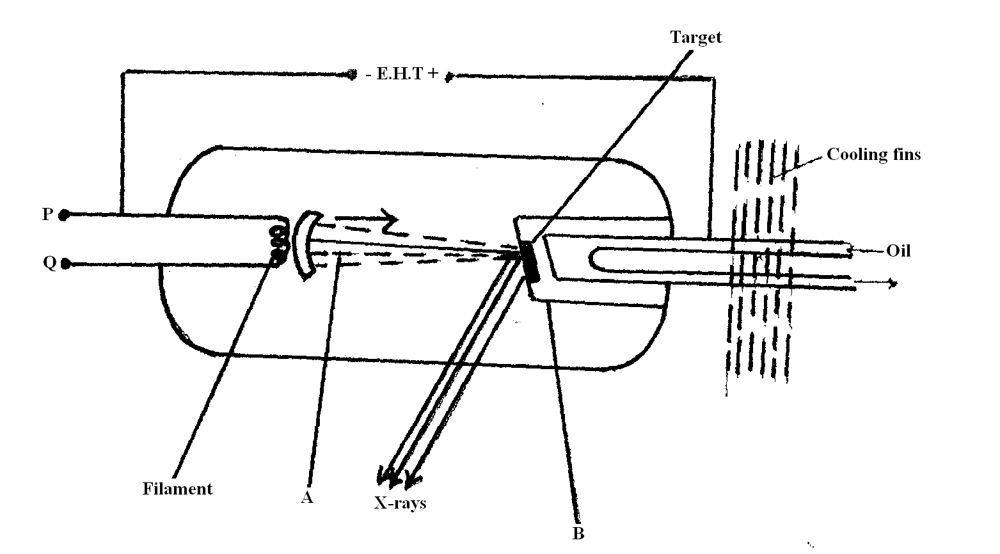 Target
- E.H.T +
Cooling fins
P
Q
Oil
Filament
A
X-rays
B